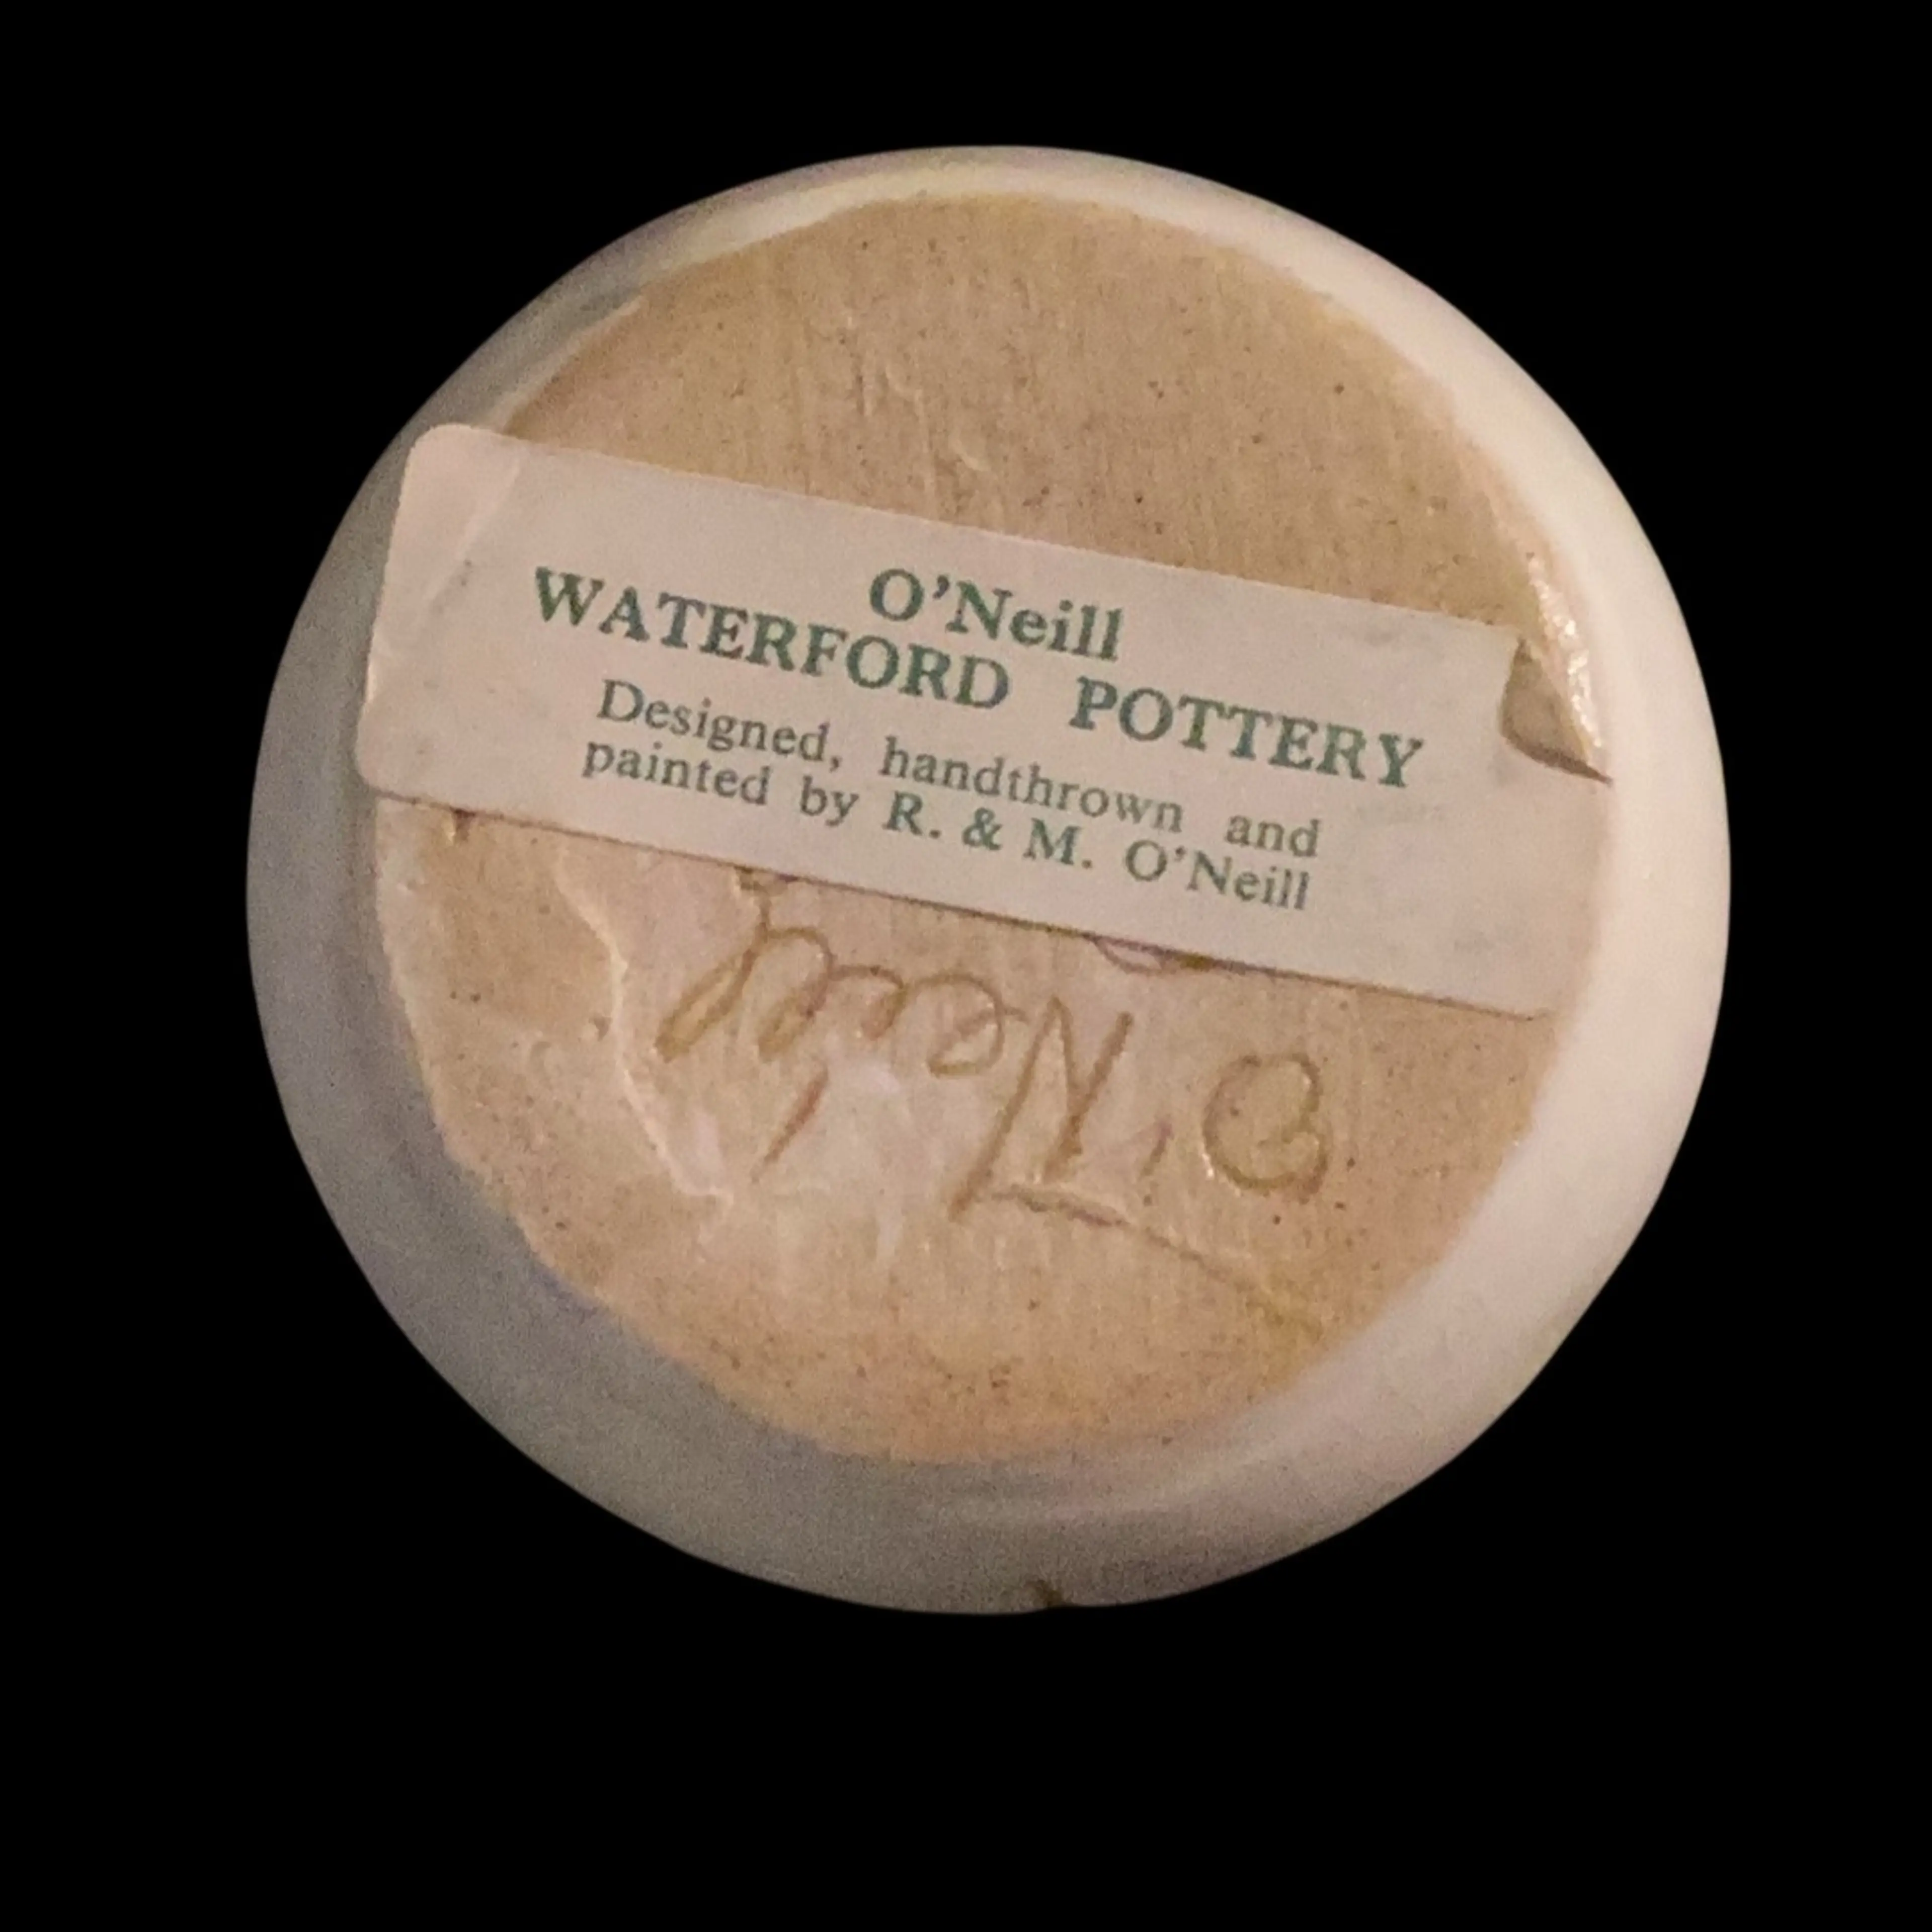 O'Neill
WATERFORD POTTERY
Designed, handthrown and
painted by R. & M. O'Neill
O'Neill